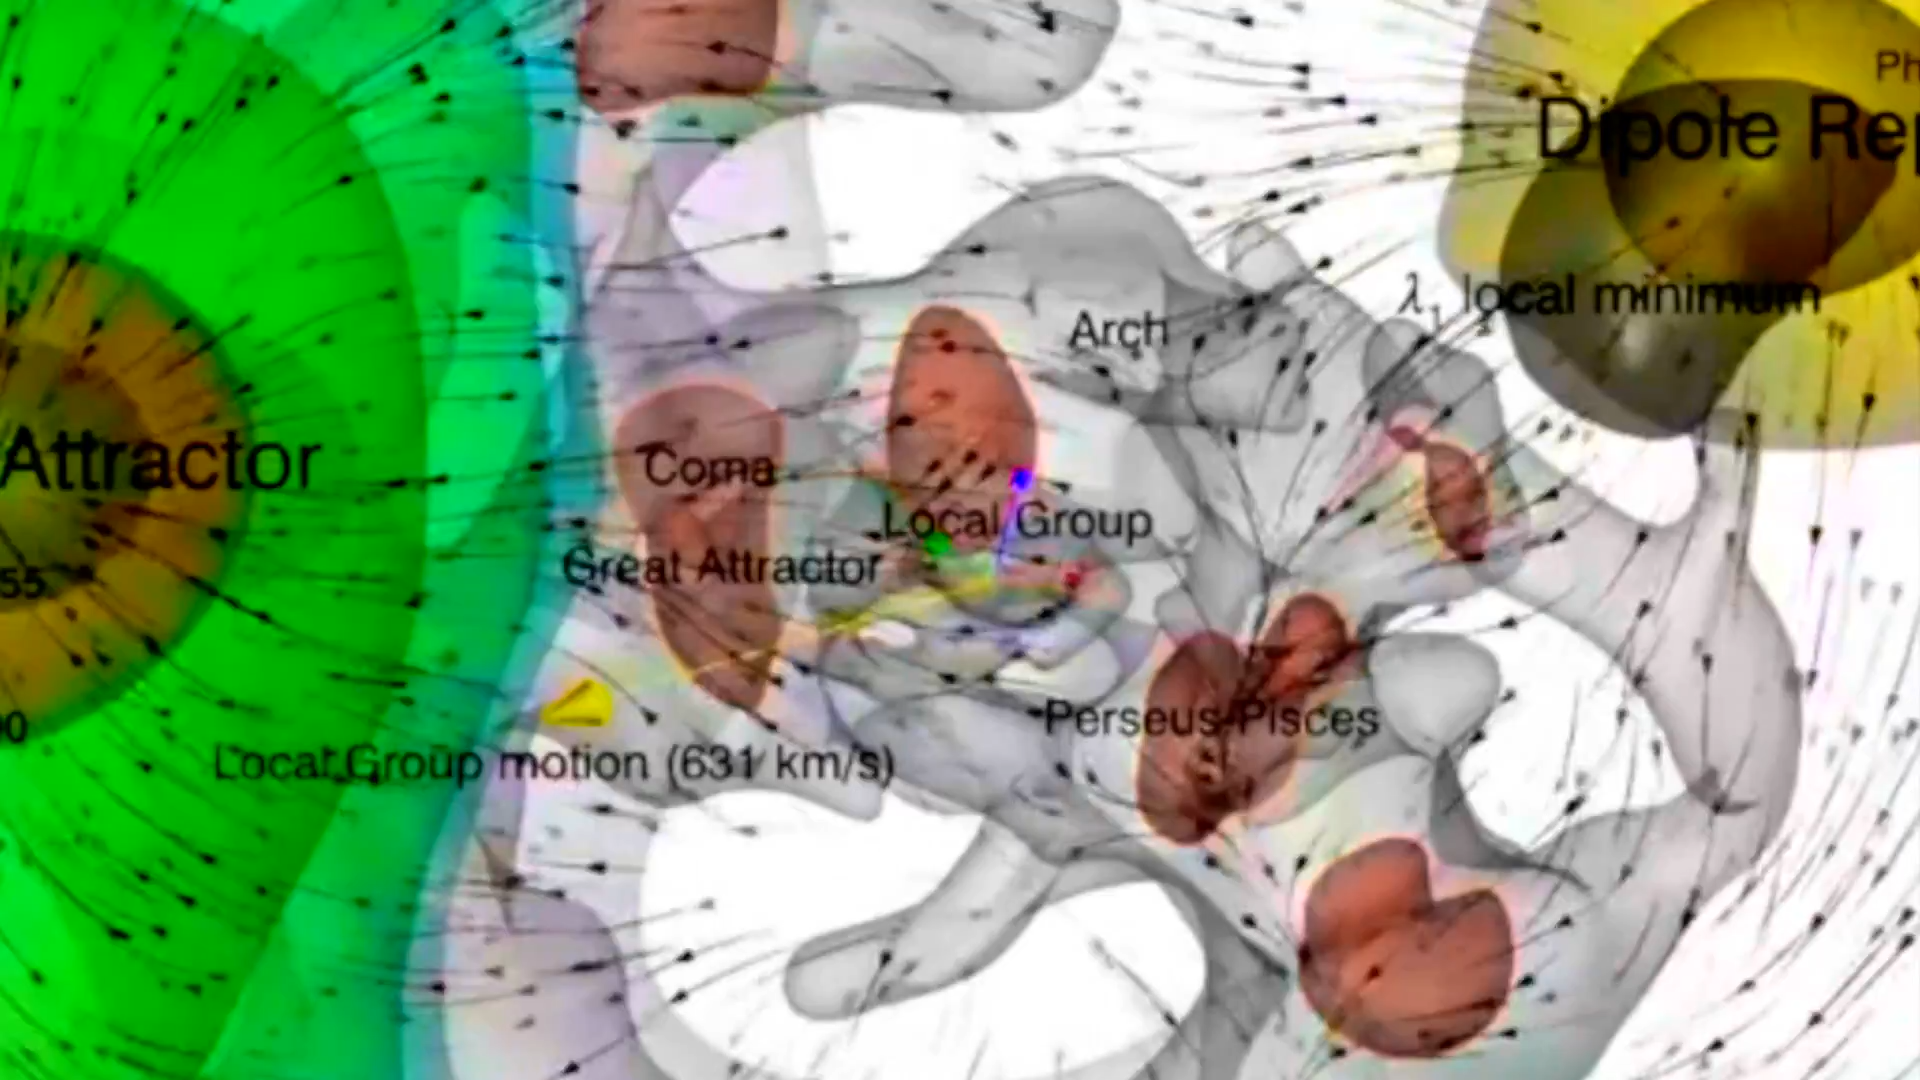 Ph
Dipole Rep
λ1 local minimum
Arch
Attractor
Coma
Local Group
Great Attractor
55
Perseus-Pisces
00
Local Group motion (631 km/s)